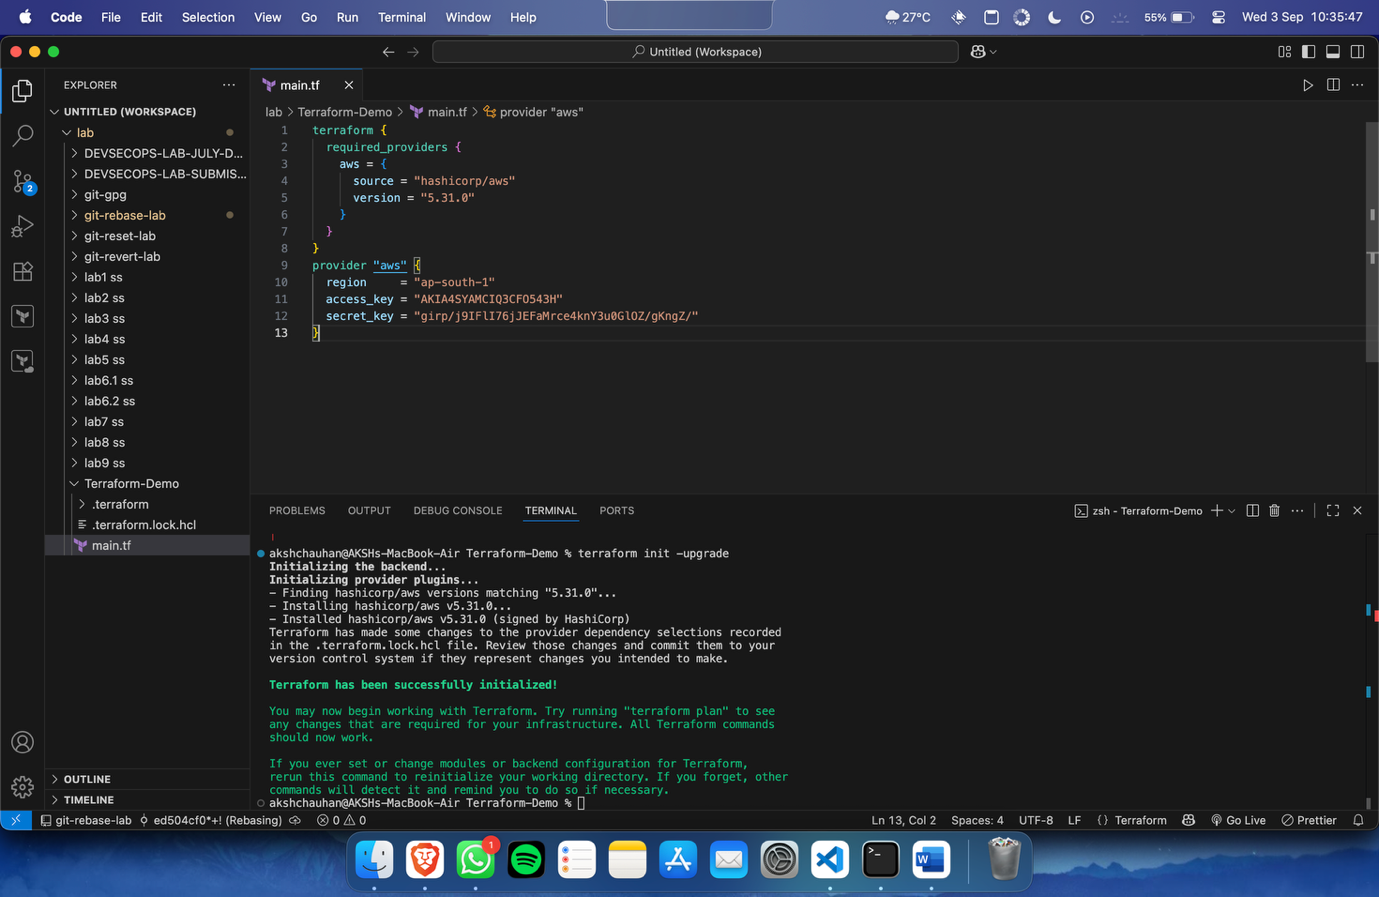 Code File Edit Selection View Go Run Terminal Window Help 27°C 55% Wed 3 Sep 10:35:47
Untitled (Workspace)
EXPLORER
UNTITLED (WORKSPACE)
lab
DEVSECOPS-LAB-JULY-D...
DEVSECOPS-LAB-SUBMIS...
git-gpg
git-rebase-lab
git-reset-lab
git-revert-lab
lab1 ss
lab2 ss
lab3 ss
lab4 ss
lab5 ss
lab6.1 ss
lab6.2 ss
lab7 ss
lab8 ss
lab9 ss
Terraform-Demo
.terraform
.terraform.lock.hcl
main.tf
OUTLINE
TIMELINE
2
main.tf
lab > Terraform-Demo > main.tf > provider "aws"
1 terraform {
2 required_providers {
3 aws = {
4 source = "hashicorp/aws"
5 version = "5.31.0"
6 }
7 }
8 }
9 provider "aws" {
10 region = "ap-south-1"
11 access_key = "[credential redacted]"
12 secret_key = "[credential redacted]"
13 }
PROBLEMS OUTPUT DEBUG CONSOLE TERMINAL PORTS
zsh - Terraform-Demo
akshchauhan@AKSHs-MacBook-Air Terraform-Demo % terraform init -upgrade
Initializing the backend...
Initializing provider plugins...
- Finding hashicorp/aws versions matching "5.31.0"...
- Installing hashicorp/aws v5.31.0...
- Installed hashicorp/aws v5.31.0 (signed by HashiCorp)
Terraform has made some changes to the provider dependency selections recorded
in the .terraform.lock.hcl file. Review those changes and commit them to your
version control system if they represent changes you intended to make.
Terraform has been successfully initialized!
You may now begin working with Terraform. Try running "terraform plan" to see
any changes that are required for your infrastructure. All Terraform commands
should now work.
If you ever set or change modules or backend configuration for Terraform,
rerun this command to reinitialize your working directory. If you forget, other
commands will detect it and remind you to do so if necessary.
akshchauhan@AKSHs-MacBook-Air Terraform-Demo %
git-rebase-lab ed504cf0*+! (Rebasing) 0 0 Ln 13, Col 2 Spaces: 4 UTF-8 LF {} Terraform Go Live Prettier
1
W